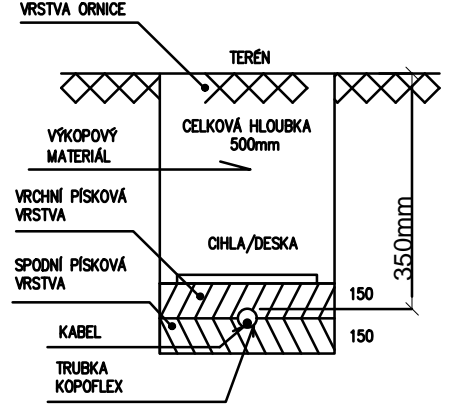 VRSTVA ORNICE
TERÉN
CELKOVÁ HLOUBKA
500mm
VÝKOPOVÝ
MATERIÁL
VRCHNÍ PÍSKOVÁ
VRSTVA
CIHLA/DESKA
350mm
SPODNÍ PÍSKOVÁ
VRSTVA
150
KABEL
150
TRUBKA
KOPOFLEX